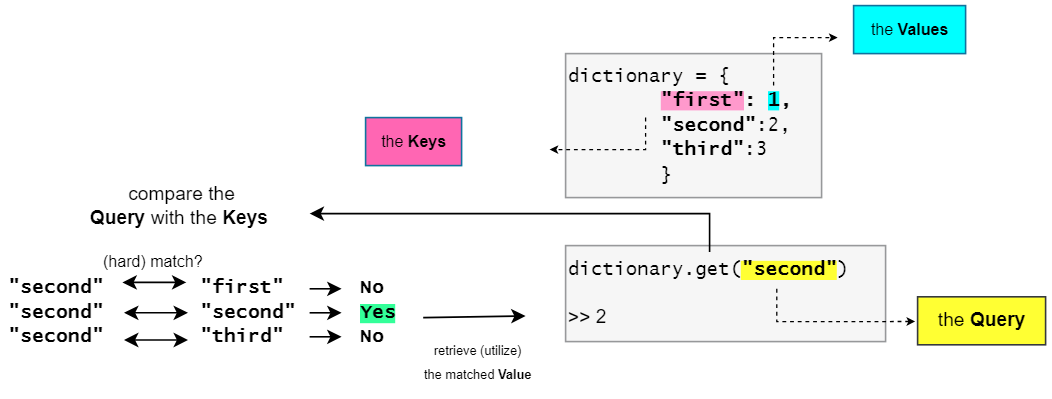 the Values
dictionary = {
"first": 1,
"second":2,
"third":3
}
the Keys
compare the
Query with the Keys
(hard) match?
"second" "first" No
"second" "second" Yes
"second" "third" No
retrieve (utilize)
the matched Value
dictionary.get("second")
>> 2
the Query